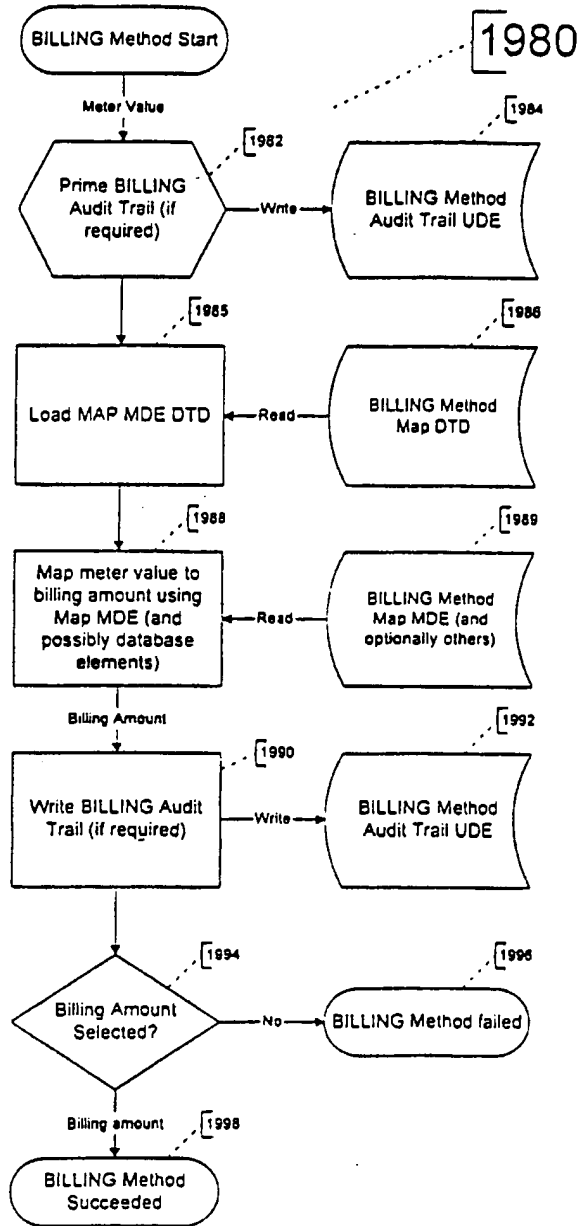 BILLING Method Start
1980
Meter Value
1982
1984
Prime BILLING
Audit Trail (if
required)
Write
BILLING Method
Audit Trail UDE
1985
1986
Load MAP MDE DTD
Read
BILLING Method
Map DTD
1988
1989
Map meter value to
billing amount using
Map MDE (and
possibly database
elements)
Read
BILLING Method
Map MDE (and
optionally others)
Billing Amount
1990
1992
Write BILLING Audit
Trail (if required)
Write
BILLING Method
Audit Trail UDE
1994
1996
Billing Amount
Selected?
No
BILLING Method failed
Billing amount
1998
BILLING Method
Succeeded